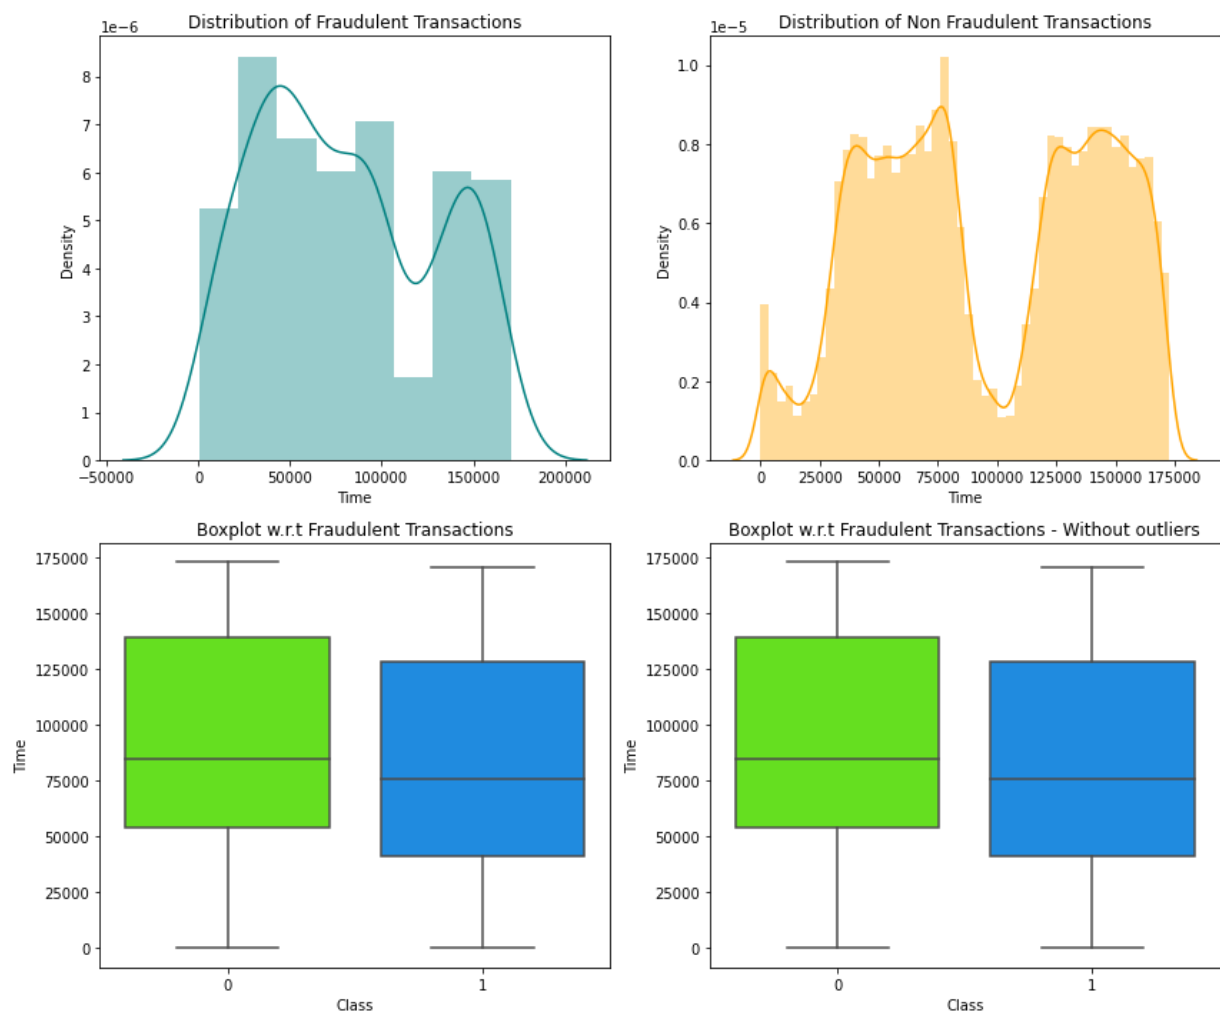 Distribution of Fraudulent Transactions
1e−6
8
7
6
5
4
3
2
1
0
Density
−50000 0 50000 100000 150000 200000
Time
Distribution of Non Fraudulent Transactions
1e−5
1.0
0.8
0.6
0.4
0.2
0.0
Density
0 25000 50000 75000 100000 125000 150000 175000
Time
Boxplot w.r.t Fraudulent Transactions
175000
150000
125000
100000
75000
50000
25000
0
Time
0 1
Class
Boxplot w.r.t Fraudulent Transactions - Without outliers
175000
150000
125000
100000
75000
50000
25000
0
Time
0 1
Class